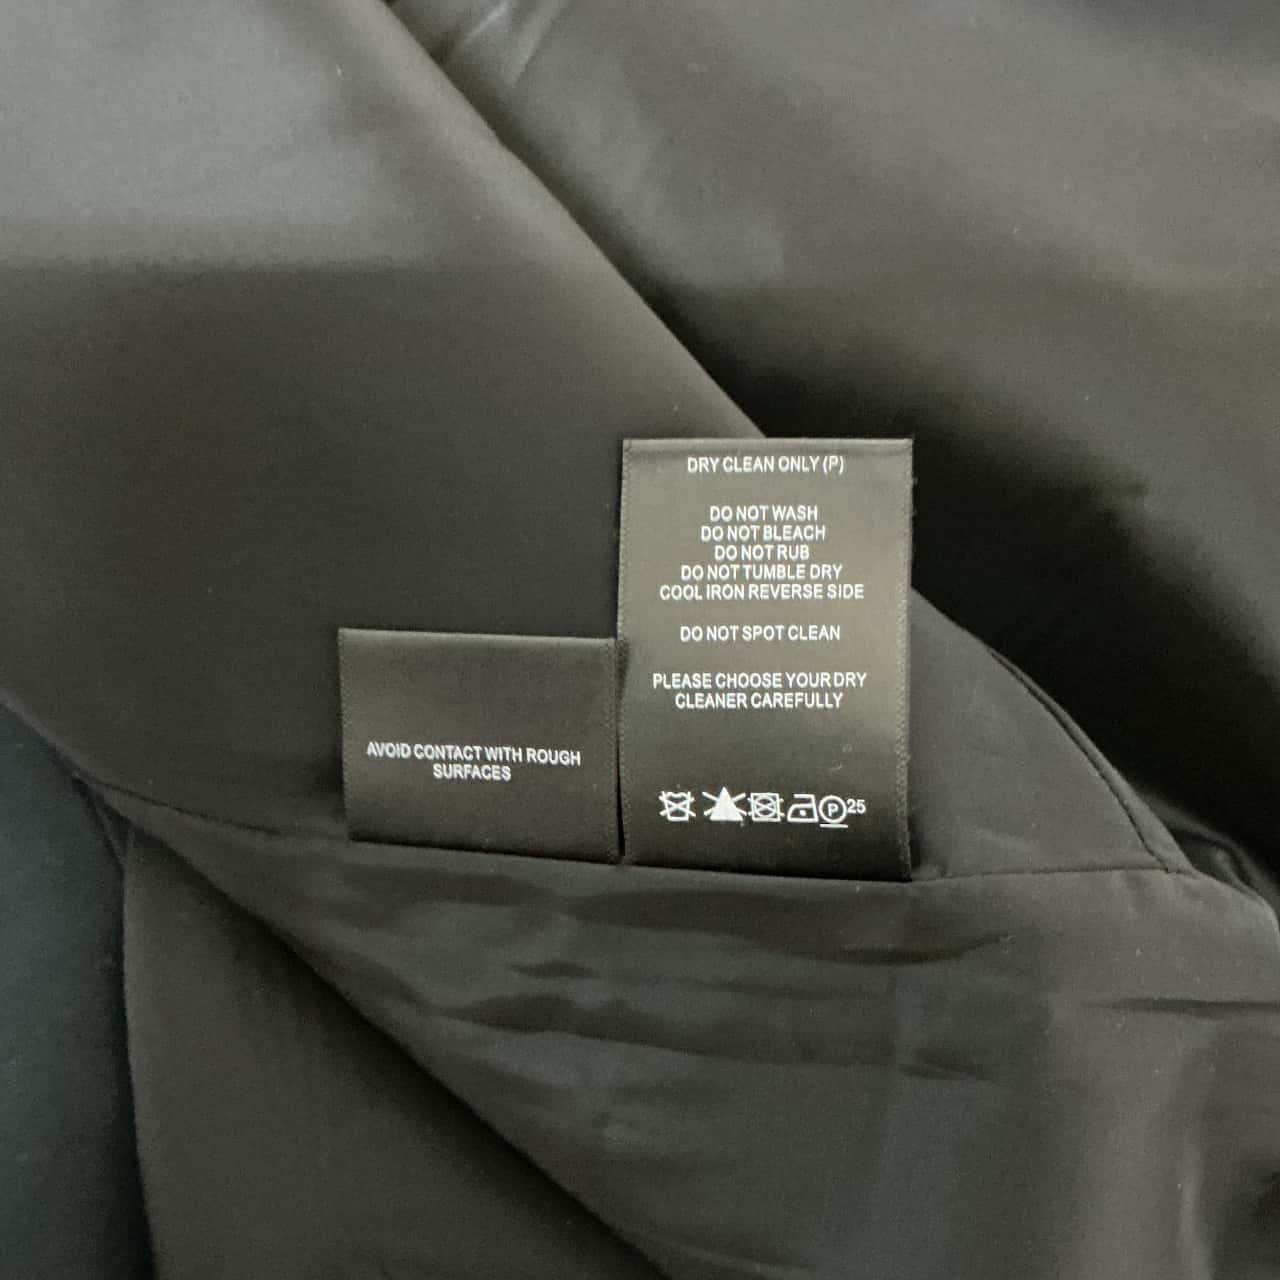 DRY CLEAN ONLY (P)
DO NOT WASH
DO NOT BLEACH
DO NOT RUB
DO NOT TUMBLE DRY
COOL IRON REVERSE SIDE
DO NOT SPOT CLEAN
PLEASE CHOOSE YOUR DRY
CLEANER CAREFULLY
P 25
AVOID CONTACT WITH ROUGH
SURFACES